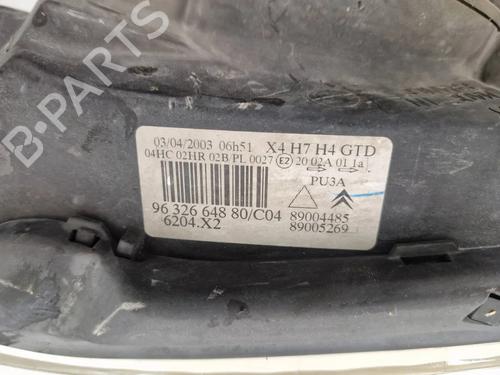 B-PARTS
03/04/2003 06h51 X4 H7 H4 GTD
04HC 02HR 02B PL 0027 E2 20 02A 01 1a
PU3A
96 326 648 80/C04 89004485
6204.X2 89005269